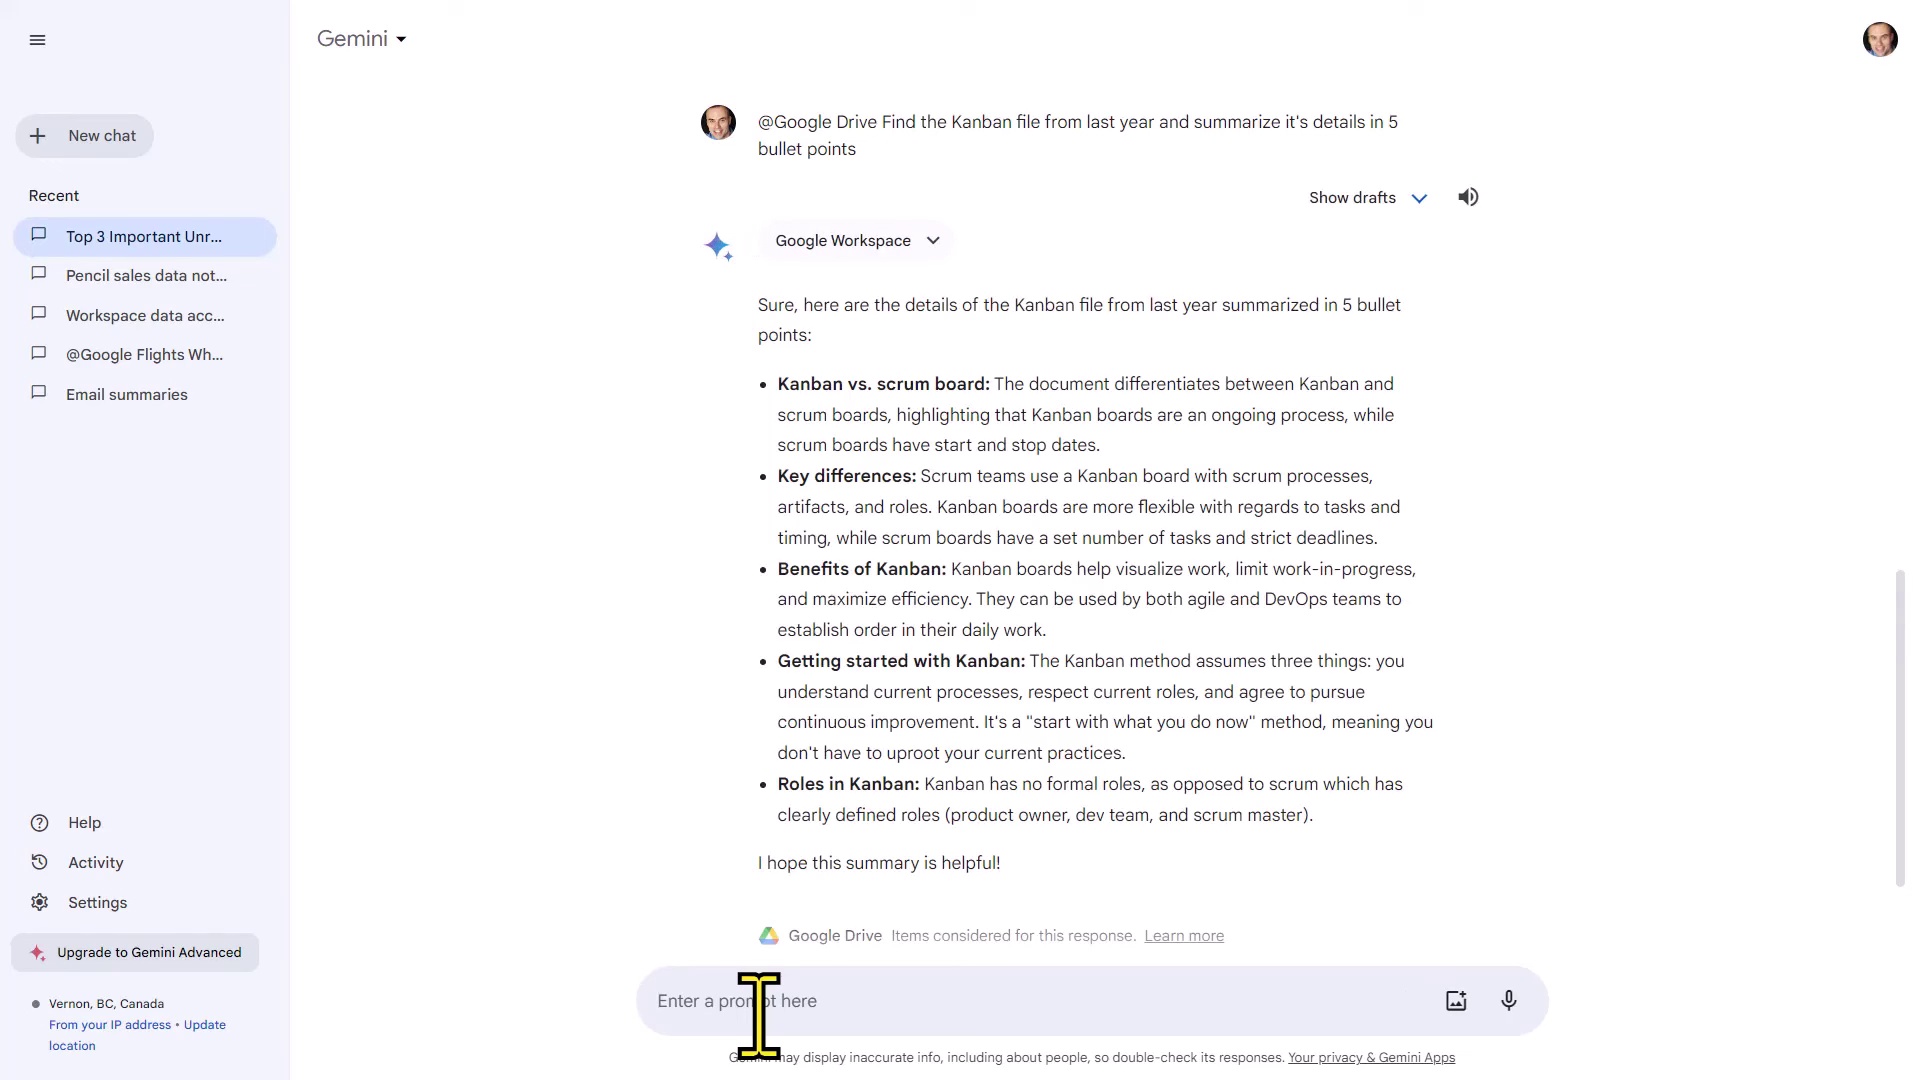 Gemini
New chat
Recent
Top 3 Important Unr...
Pencil sales data not...
Workspace data acc...
@Google Flights Wh...
Email summaries
Help
Activity
Settings
Upgrade to Gemini Advanced
Vernon, BC, Canada
From your IP address • Update
location
@Google Drive Find the Kanban file from last year and summarize it's details in 5
bullet points
Show drafts
Google Workspace
Sure, here are the details of the Kanban file from last year summarized in 5 bullet
points:
• Kanban vs. scrum board: The document differentiates between Kanban and
scrum boards, highlighting that Kanban boards are an ongoing process, while
scrum boards have start and stop dates.
• Key differences: Scrum teams use a Kanban board with scrum processes,
artifacts, and roles. Kanban boards are more flexible with regards to tasks and
timing, while scrum boards have a set number of tasks and strict deadlines.
• Benefits of Kanban: Kanban boards help visualize work, limit work-in-progress,
and maximize efficiency. They can be used by both agile and DevOps teams to
establish order in their daily work.
• Getting started with Kanban: The Kanban method assumes three things: you
understand current processes, respect current roles, and agree to pursue
continuous improvement. It's a "start with what you do now" method, meaning you
don't have to uproot your current practices.
• Roles in Kanban: Kanban has no formal roles, as opposed to scrum which has
clearly defined roles (product owner, dev team, and scrum master).
I hope this summary is helpful!
Google Drive Items considered for this response. Learn more
Enter a prompt here
Gemini may display inaccurate info, including about people, so double-check its responses. Your privacy & Gemini Apps